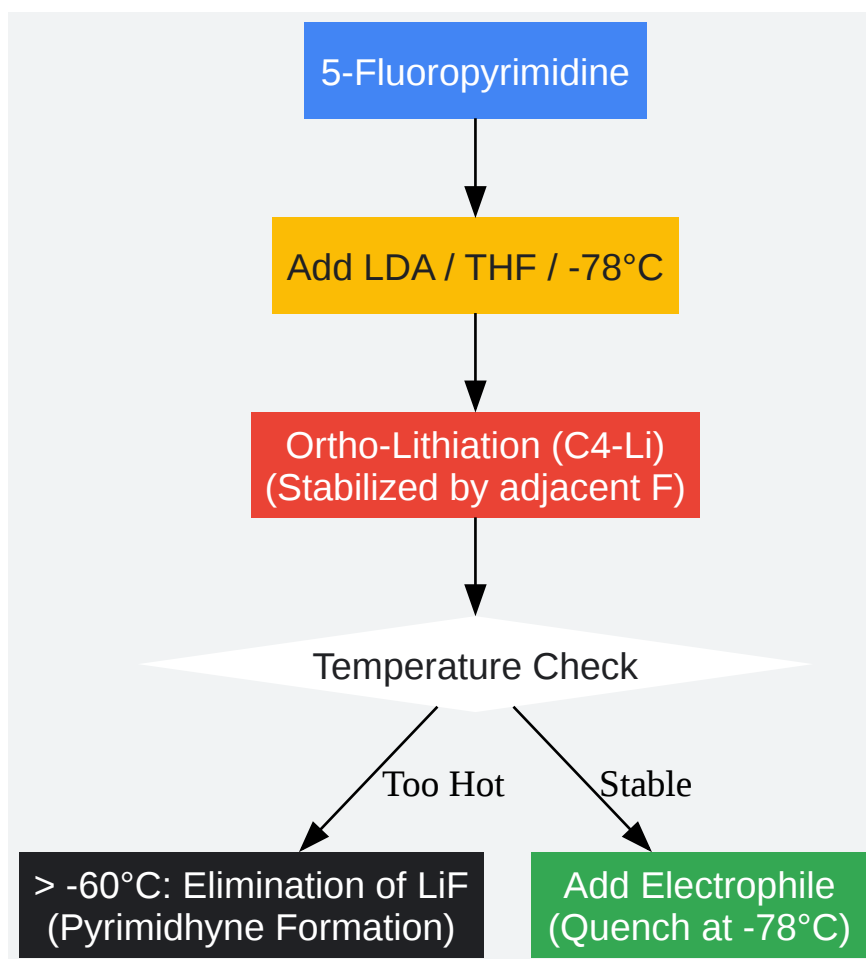 5-Fluoropyrimidine
Add LDA / THF / -78°C
Ortho-Lithiation (C4-Li)
(Stabilized by adjacent F)
Temperature Check
Too Hot
Stable
> -60°C: Elimination of LiF
(Pyrimidhyne Formation)
Add Electrophile
(Quench at -78°C)